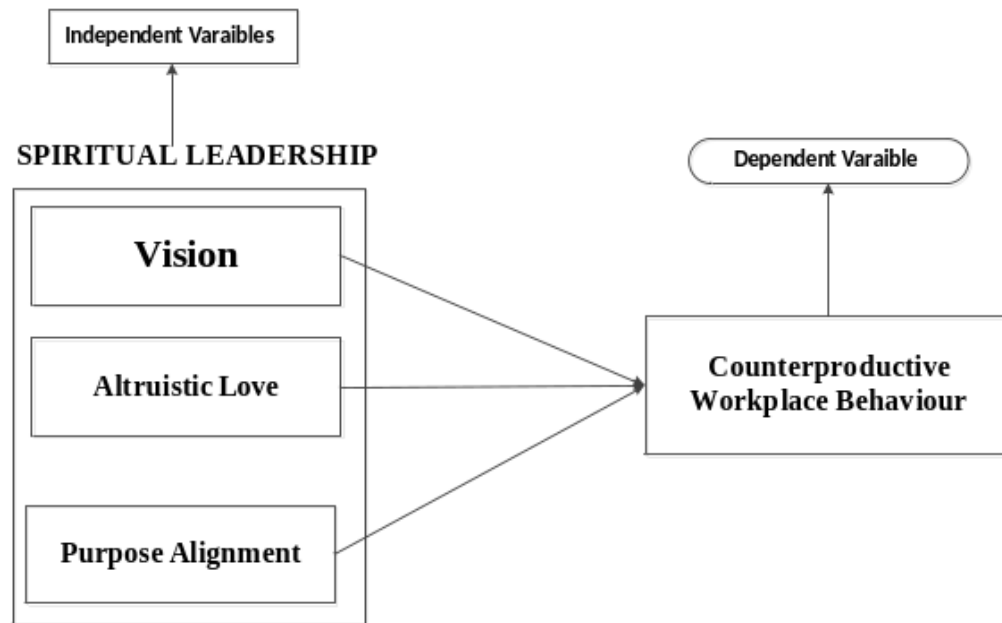 Independent Varaibles
SPIRITUAL LEADERSHIP
Dependent Varaible
Vision
Altruistic Love
Counterproductive
Workplace Behaviour
Purpose Alignment